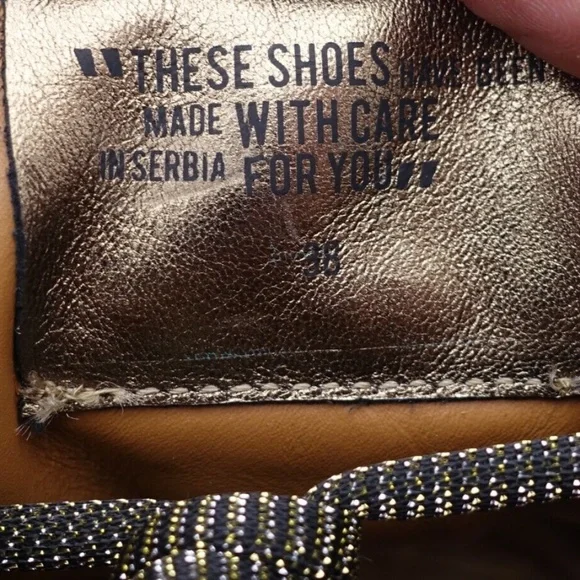 "THESE SHOES HAVE BEEN
MADE WITH CARE
IN SERBIA FOR YOU"
38